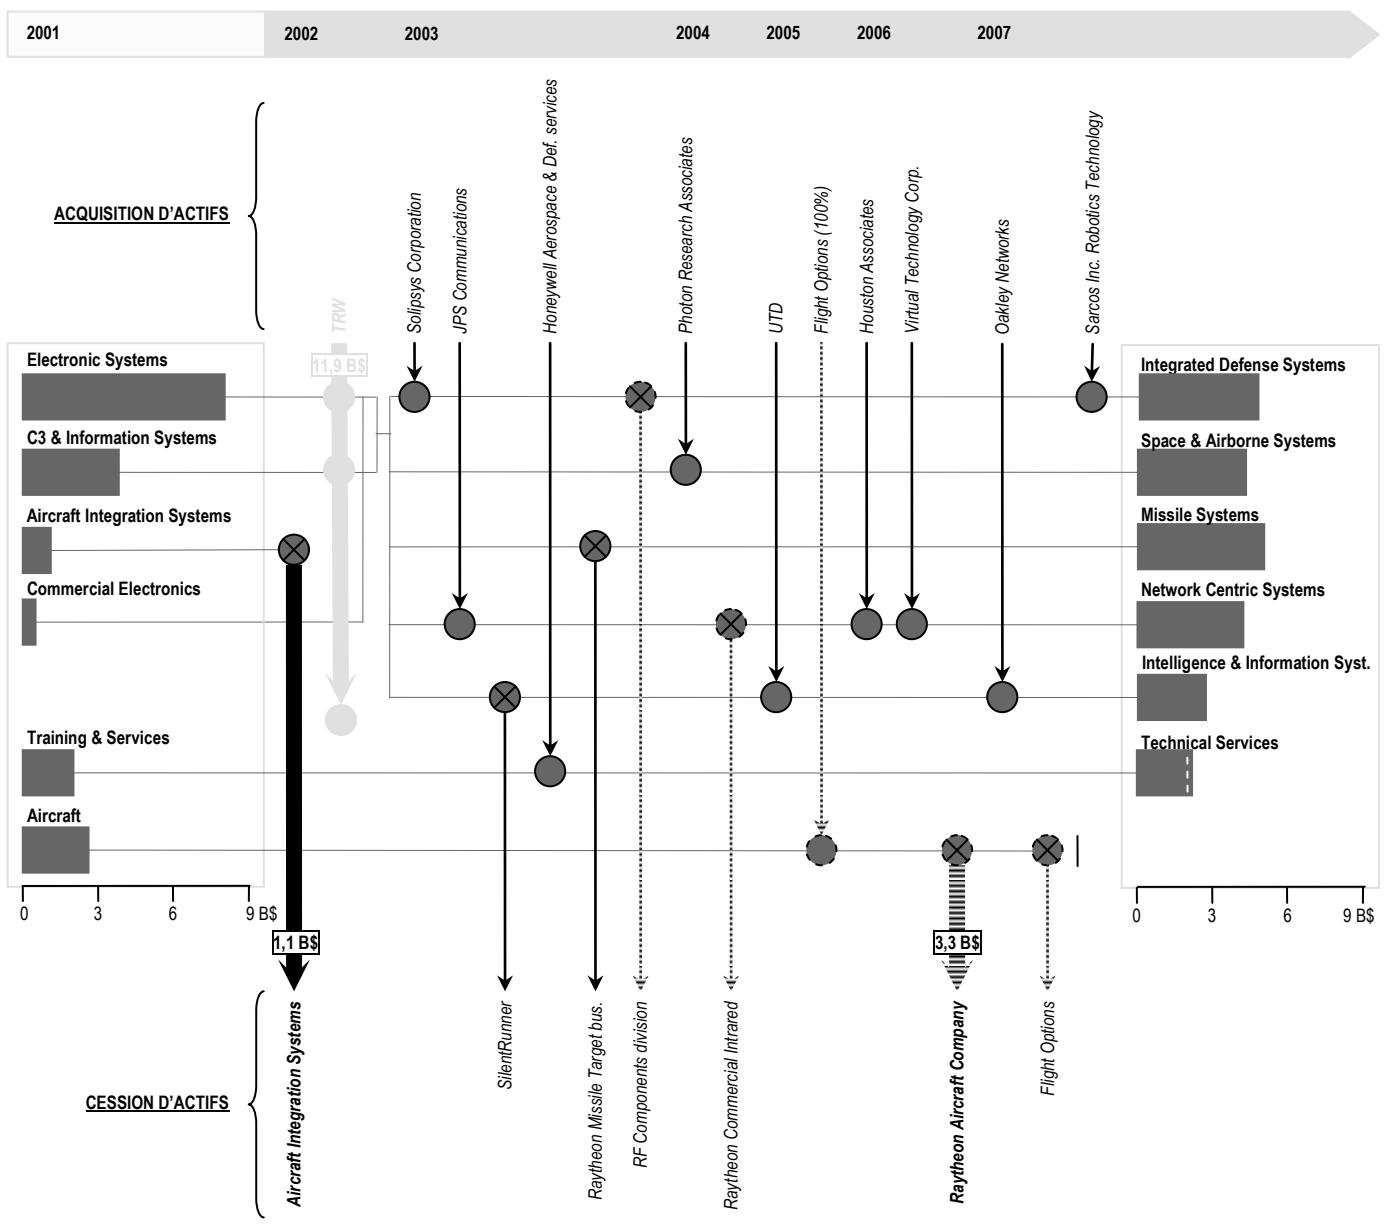 2001
2002
2003
2004
2005
2006
2007
ACQUISITION D'ACTIFS
TRW
11,9 B$
Solipsys Corporation
JPS Communications
Honeywell Aerospace & Def. services
Photon Research Associates
UTD
Flight Options (100%)
Houston Associates
Virtual Technology Corp.
Oakley Networks
Sarcos Inc. Robotics Technology
Electronic Systems
C3 & Information Systems
Aircraft Integration Systems
Commercial Electronics
Training & Services
Aircraft
0 3 6 9 B$
Integrated Defense Systems
Space & Airborne Systems
Missile Systems
Network Centric Systems
Intelligence & Information Syst.
Technical Services
0 3 6 9 B$
1,1 B$
3,3 B$
CESSION D'ACTIFS
Aircraft Integration Systems
SilentRunner
Raytheon Missile Target bus.
RF Components division
Raytheon Commercial Intrared
Raytheon Aircraft Company
Flight Options